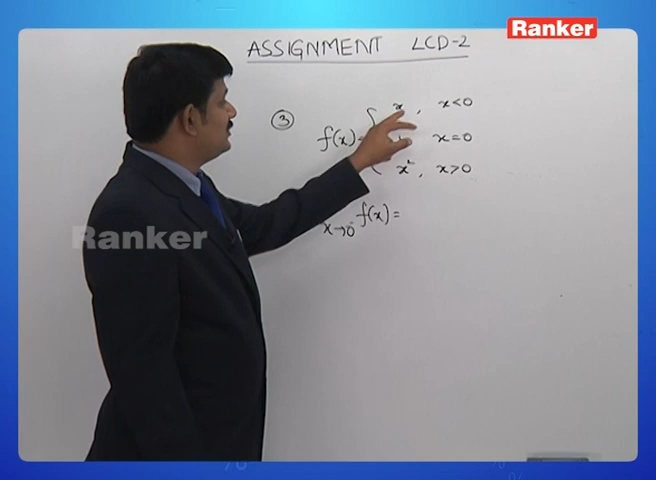 Ranker
ASSIGNMENT LCD-2
③ x, x<0
f(x)= x=0
x², x>0
x→0⁻ f(x)=
Ranker
Ranker